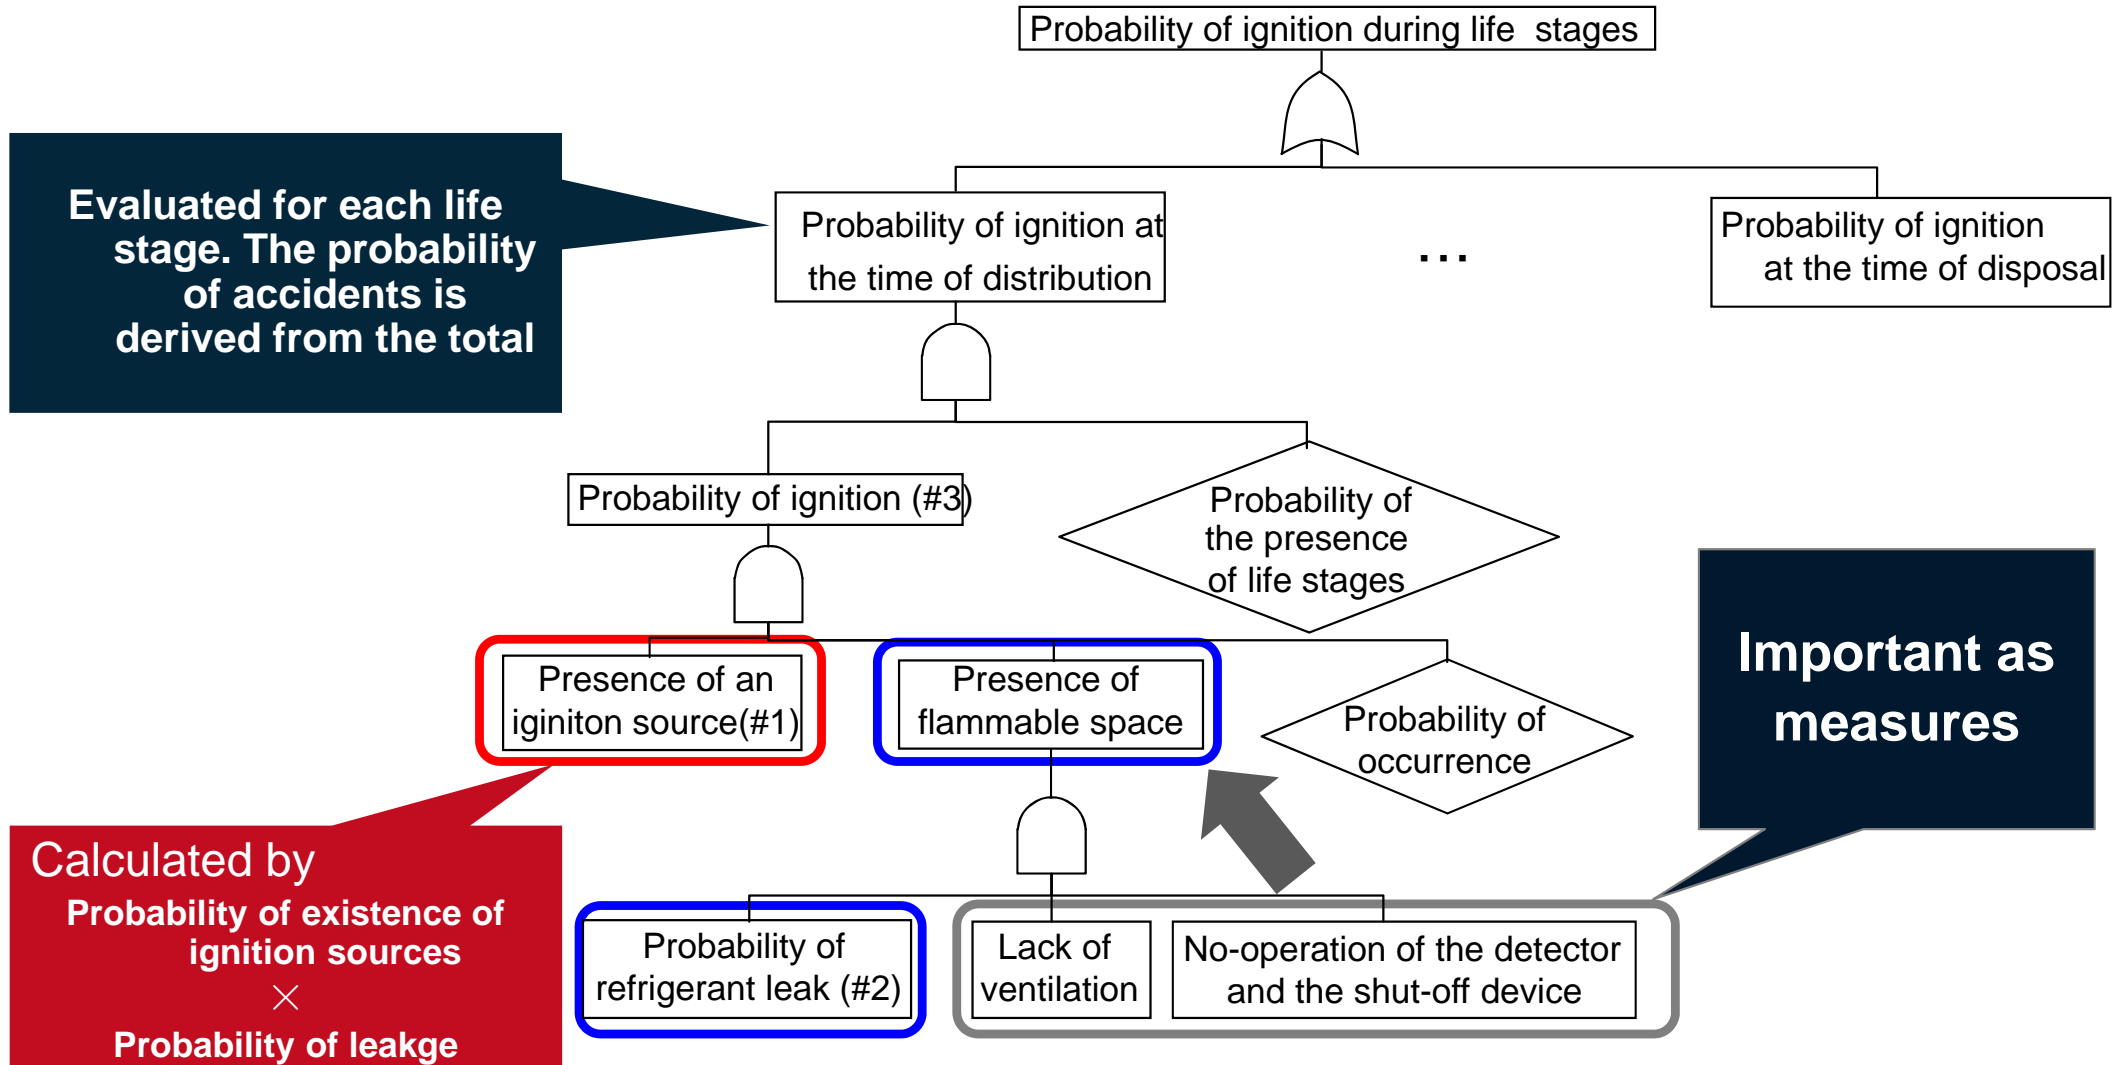 Probability of ignition during life stages
Evaluated for each life
stage. The probability
of accidents is
derived from the total
Probability of ignition at
the time of distribution
...
Probability of ignition
at the time of disposal
Probability of ignition (#3)
Probability of
the presence
of life stages
Important as
measures
Presence of an
iginiton source(#1)
Presence of
flammable space
Probability of
occurrence
Calculated by
Probability of existence of
ignition sources
×
Probability of leakge
Probability of
refrigerant leak (#2)
Lack of
ventilation
No-operation of the detector
and the shut-off device